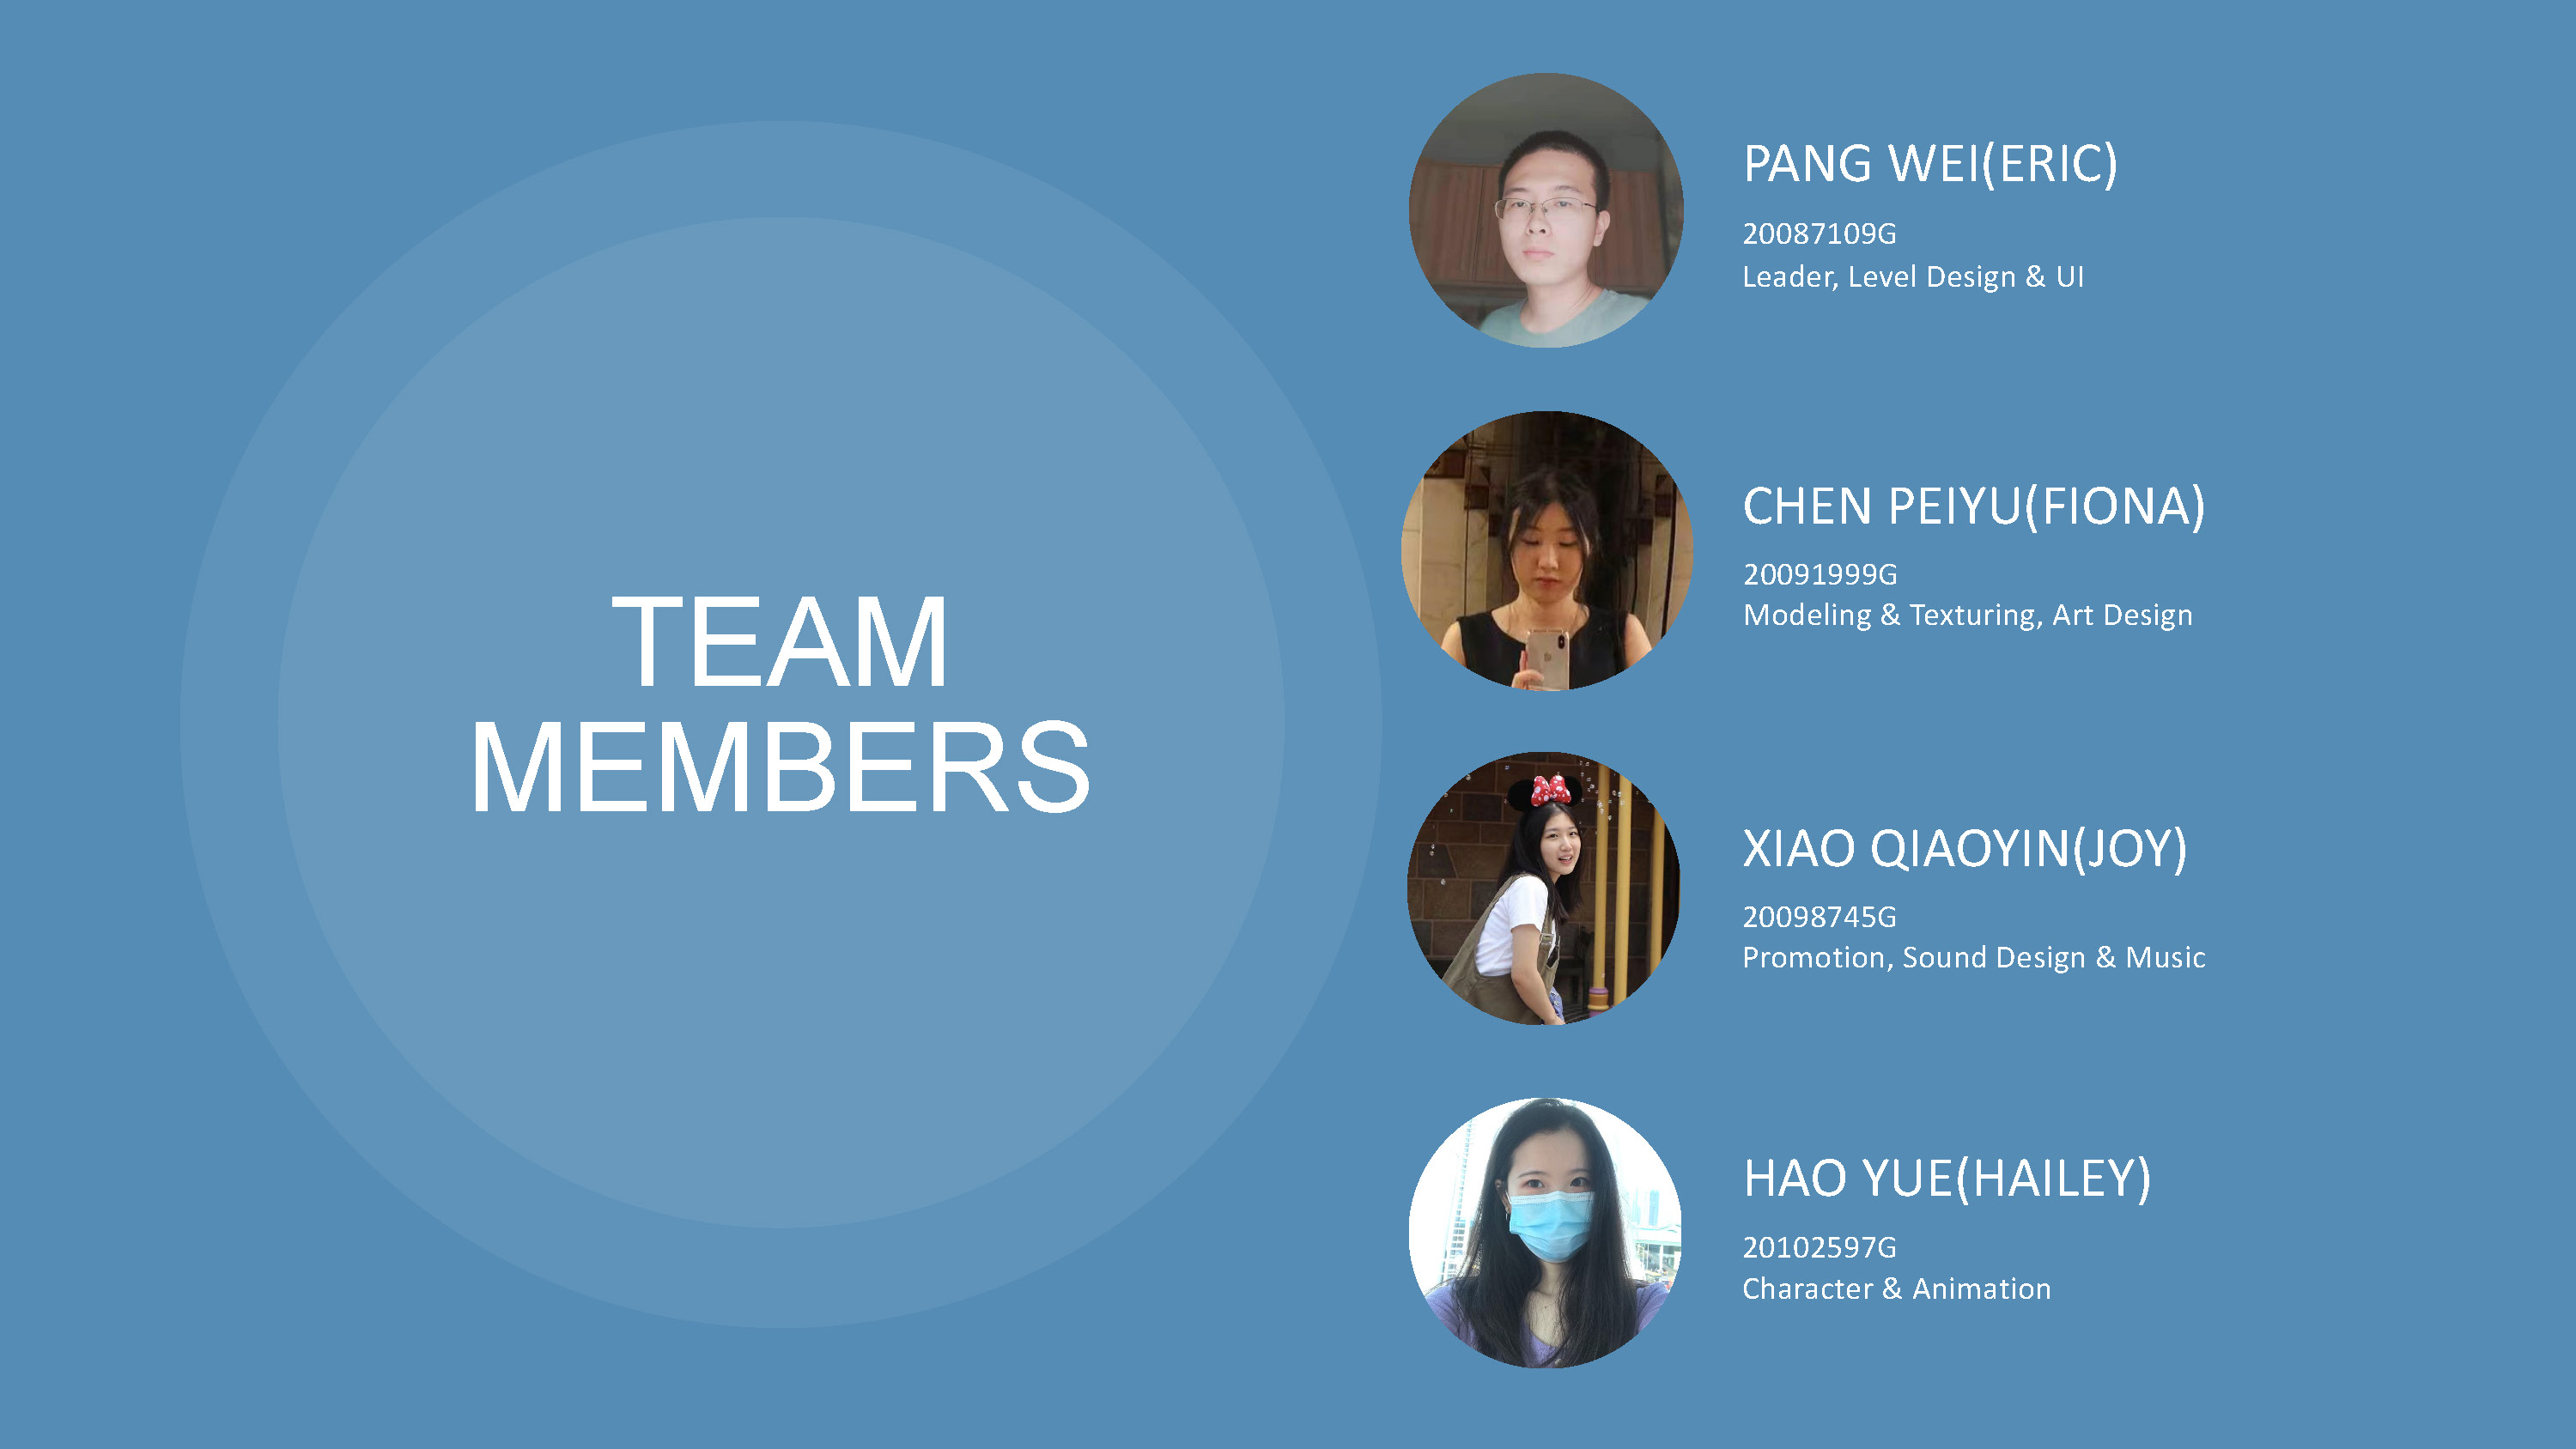 TEAM
MEMBERS
PANG WEI(ERIC)
20087109G
Leader, Level Design & UI
CHEN PEIYU(FIONA)
20091999G
Modeling & Texturing, Art Design
XIAO QIAOYIN(JOY)
20098745G
Promotion, Sound Design & Music
HAO YUE(HAILEY)
20102597G
Character & Animation